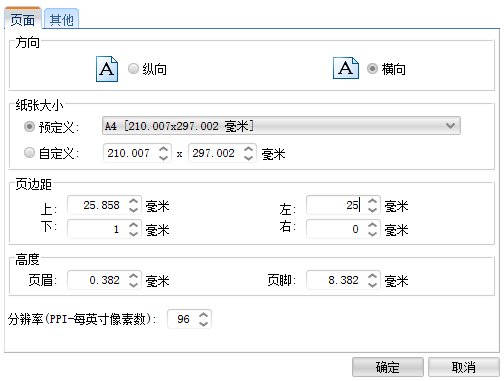 页面 其他
方向
A 纵向 A 横向
纸张大小
预定义: A4 [210.007x297.002 毫米]
自定义: 210.007 x 297.002 毫米
页边距
上: 25.858 毫米 左: 25 毫米
下: 1 毫米 右: 0 毫米
高度
页眉: 0.382 毫米 页脚: 8.382 毫米
分辨率(PPI-每英寸像素数): 96
确定 取消